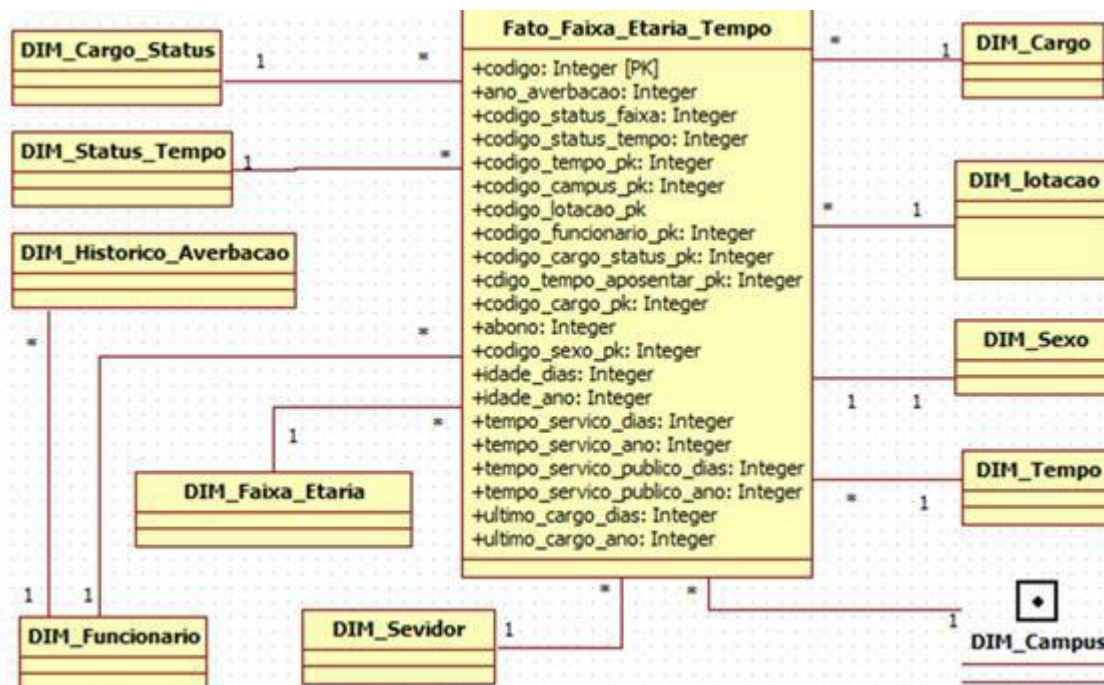 DIM_Cargo_Status
1
*
DIM_Status_Tempo
1
*
DIM_Historico_Averbacao
*
1
DIM_Funcionario
1
*
DIM_Faixa_Etaria
1
*
Fato_Faixa_Etaria_Tempo
+codigo: Integer [PK]
+ano_averbacao: Integer
+codigo_status_faixa: Integer
+codigo_status_tempo: Integer
+codigo_tempo_pk: Integer
+codigo_campus_pk: Integer
+codigo_lotacao_pk
+codigo_funcionario_pk: Integer
+codigo_cargo_status_pk: Integer
+cdigo_tempo_aposentar_pk: Integer
+codigo_cargo_pk: Integer
+abono: Integer
+codigo_sexo_pk: Integer
+idade_dias: Integer
+idade_ano: Integer
+tempo_servico_dias: Integer
+tempo_servico_ano: Integer
+tempo_servico_publico_dias: Integer
+tempo_servico_publico_ano: Integer
+ultimo_cargo_dias: Integer
+ultimo_cargo_ano: Integer
*
1
DIM_Cargo
*
1
DIM_lotacao
1
1
DIM_Sexo
*
1
DIM_Tempo
*
1
DIM_Campus
*
1
DIM_Sevidor